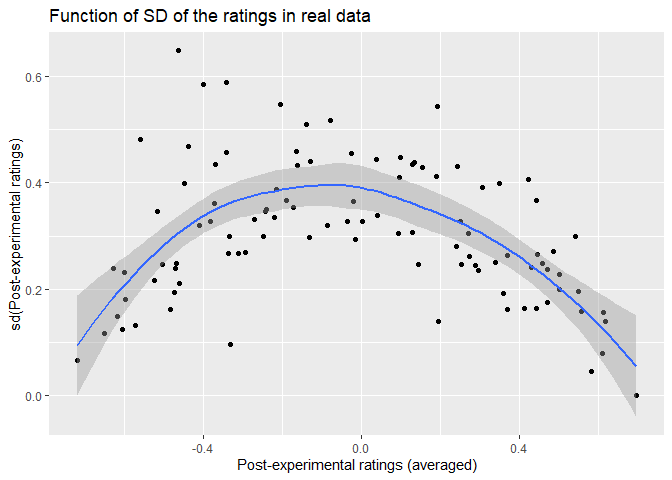 Function of SD of the ratings in real data
sd(Post-experimental ratings)
0.6
0.4
0.2
0.0
-0.4 0.0 0.4
Post-experimental ratings (averaged)